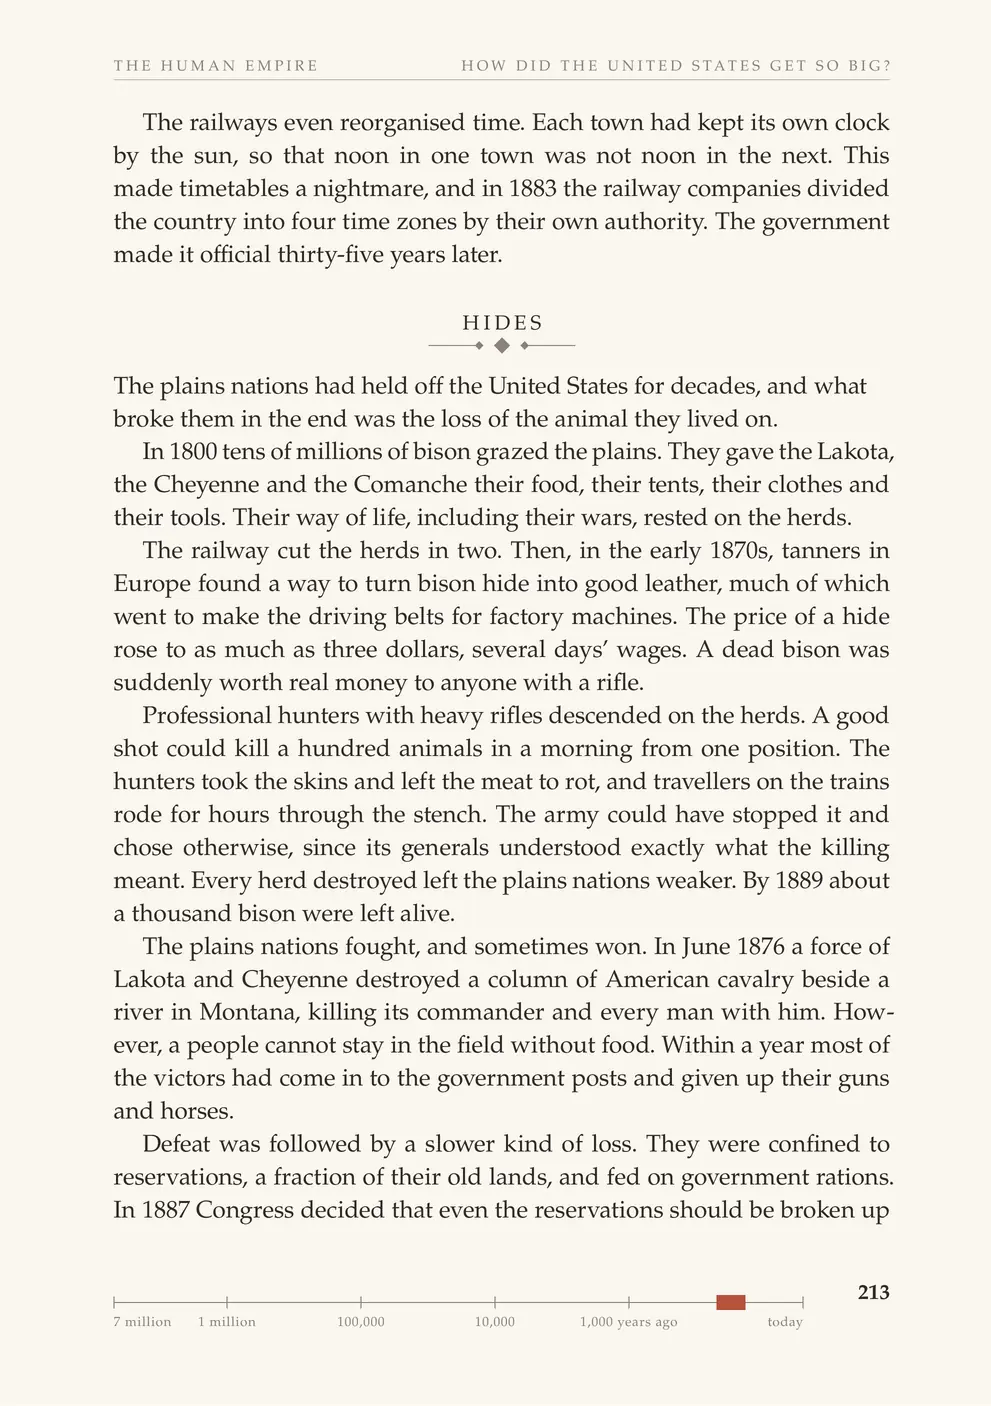 THE HUMAN EMPIRE
HOW DID THE UNITED STATES GET SO BIG?
The railways even reorganised time. Each town had kept its own clock
by the sun, so that noon in one town was not noon in the next. This
made timetables a nightmare, and in 1883 the railway companies divided
the country into four time zones by their own authority. The government
made it official thirty-five years later.
HIDES
The plains nations had held off the United States for decades, and what
broke them in the end was the loss of the animal they lived on.
In 1800 tens of millions of bison grazed the plains. They gave the Lakota,
the Cheyenne and the Comanche their food, their tents, their clothes and
their tools. Their way of life, including their wars, rested on the herds.
The railway cut the herds in two. Then, in the early 1870s, tanners in
Europe found a way to turn bison hide into good leather, much of which
went to make the driving belts for factory machines. The price of a hide
rose to as much as three dollars, several days’ wages. A dead bison was
suddenly worth real money to anyone with a rifle.
Professional hunters with heavy rifles descended on the herds. A good
shot could kill a hundred animals in a morning from one position. The
hunters took the skins and left the meat to rot, and travellers on the trains
rode for hours through the stench. The army could have stopped it and
chose otherwise, since its generals understood exactly what the killing
meant. Every herd destroyed left the plains nations weaker. By 1889 about
a thousand bison were left alive.
The plains nations fought, and sometimes won. In June 1876 a force of
Lakota and Cheyenne destroyed a column of American cavalry beside a
river in Montana, killing its commander and every man with him. How-
ever, a people cannot stay in the field without food. Within a year most of
the victors had come in to the government posts and given up their guns
and horses.
Defeat was followed by a slower kind of loss. They were confined to
reservations, a fraction of their old lands, and fed on government rations.
In 1887 Congress decided that even the reservations should be broken up
213
7 million 1 million 100,000 10,000 1,000 years ago today